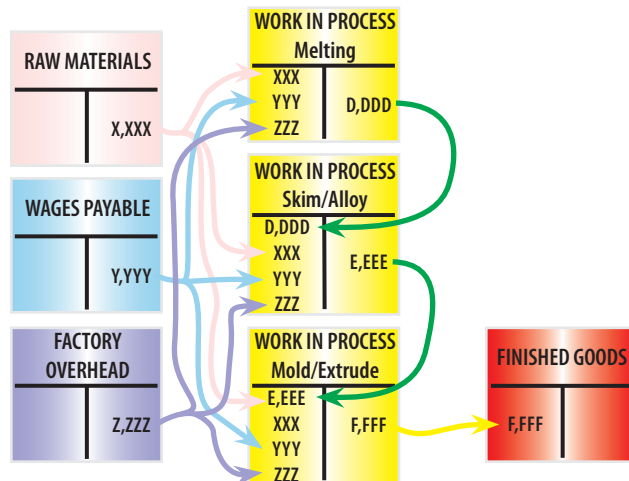 RAW MATERIALS
X,XXX
WAGES PAYABLE
Y,YYY
FACTORY
OVERHEAD
Z,ZZZ
WORK IN PROCESS
Melting
XXX
YYY
ZZZ
D,DDD
WORK IN PROCESS
Skim/Alloy
D,DDD
XXX
YYY
ZZZ
E,EEE
WORK IN PROCESS
Mold/Extrude
E,EEE
XXX
YYY
ZZZ
F,FFF
FINISHED GOODS
F,FFF